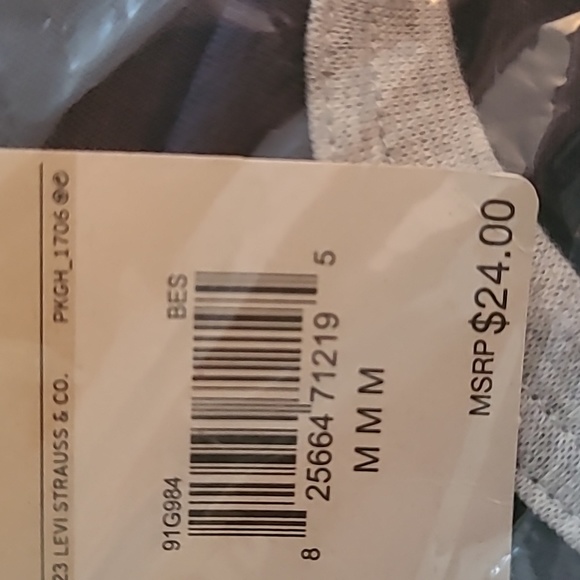 23 LEVI STRAUSS & CO. PKGH_1706
91G984 BES
8 25664 71219 5
M M M
MSRP $24.00